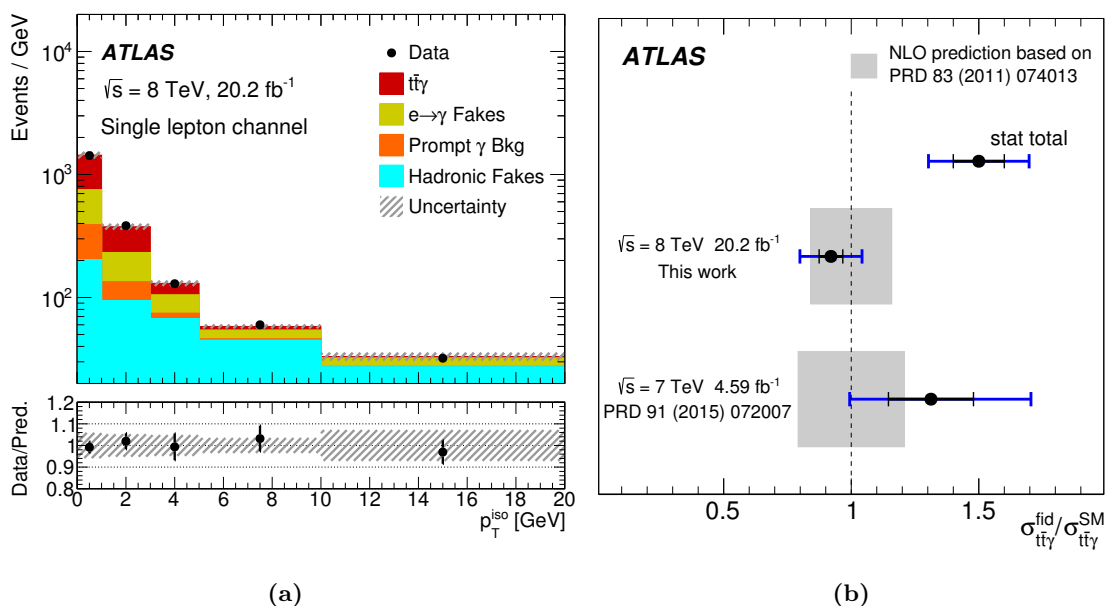 ATLAS
√s = 8 TeV, 20.2 fb⁻¹
Single lepton channel
Data
tt̄γ
e→γ Fakes
Prompt γ Bkg
Hadronic Fakes
Uncertainty
Events / GeV
10⁴
10³
10²
Data/Pred.
1.2
1.1
1
0.9
0.8
0 2 4 6 8 10 12 14 16 18 20
p_T^iso [GeV]
(a)
ATLAS
NLO prediction based on
PRD 83 (2011) 074013
stat total
√s = 8 TeV 20.2 fb⁻¹
This work
√s = 7 TeV 4.59 fb⁻¹
PRD 91 (2015) 072007
0.5 1 1.5
σ_tt̄γ^fid/σ_tt̄γ^SM
(b)